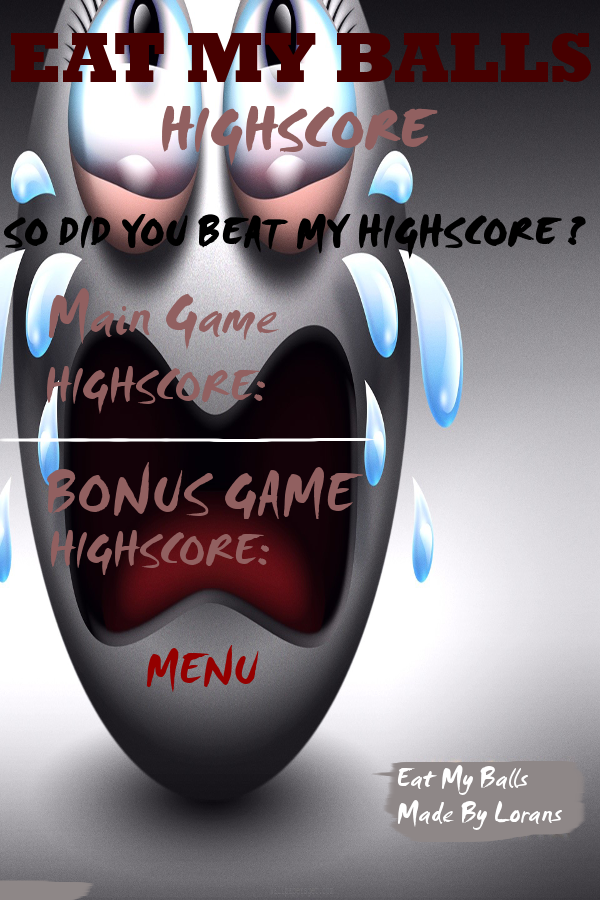 EAT MY BALLS
HIGHSCORE
SO DID YOU BEAT MY HIGHSCORE ?
Main Game
HIGHSCORE:
BONUS GAME
HIGHSCORE:
MENU
Eat My Balls
Made By Lorans